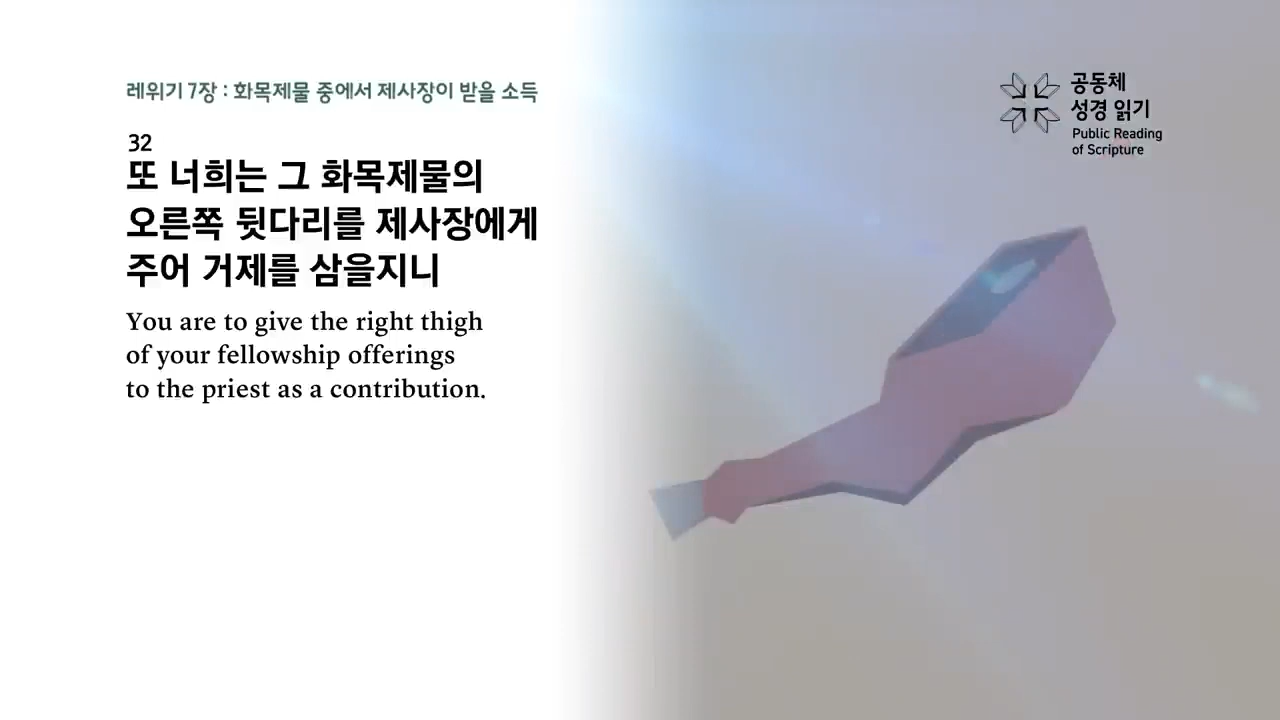 레위기 7장 : 화목제물 중에서 제사장이 받을 소득
32
또 너희는 그 화목제물의
오른쪽 뒷다리를 제사장에게
주어 거제를 삼을지니
You are to give the right thigh
of your fellowship offerings
to the priest as a contribution.
공동체
성경 읽기
Public Reading
of Scripture